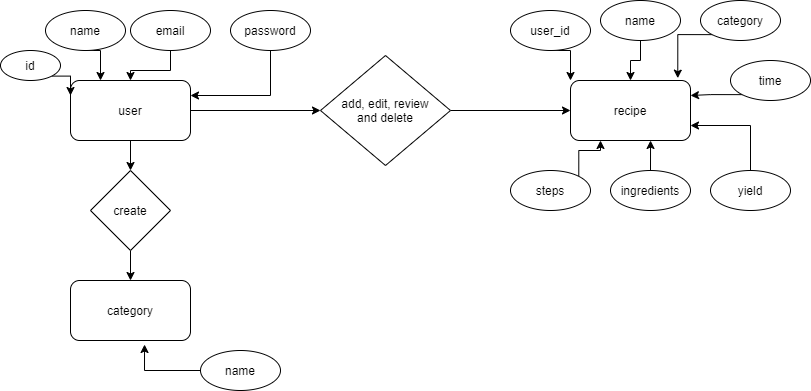 name
email
password
user_id
name
category
id
time
user
add, edit, review
and delete
recipe
steps
ingredients
yield
create
category
name